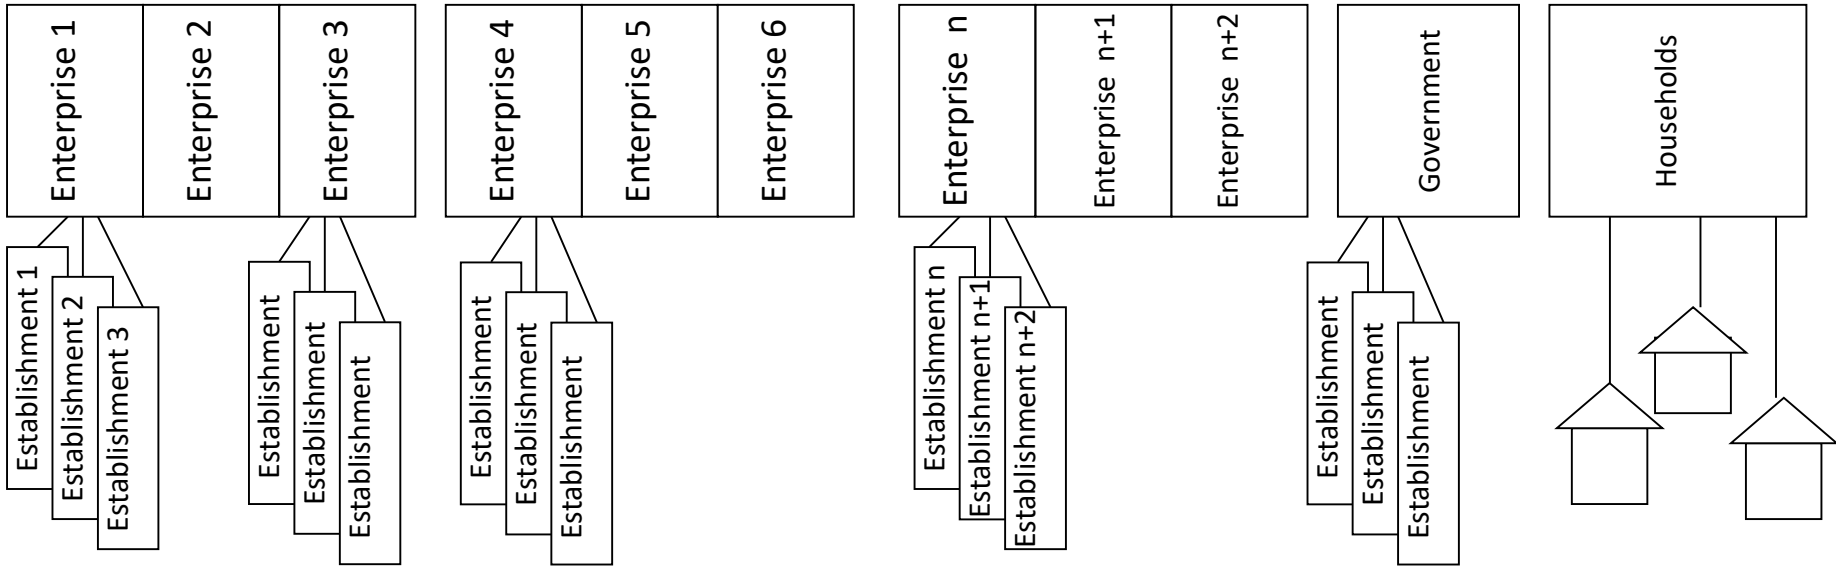 Enterprise 1
Enterprise 2
Enterprise 3
Enterprise 4
Enterprise 5
Enterprise 6
Enterprise n
Enterprise n+1
Enterprise n+2
Government
Households
Establishment 1
Establishment 2
Establishment 3
Establishment
Establishment
Establishment
Establishment
Establishment
Establishment
Establishment n
Establishment n+1
Establishment n+2
Establishment
Establishment
Establishment